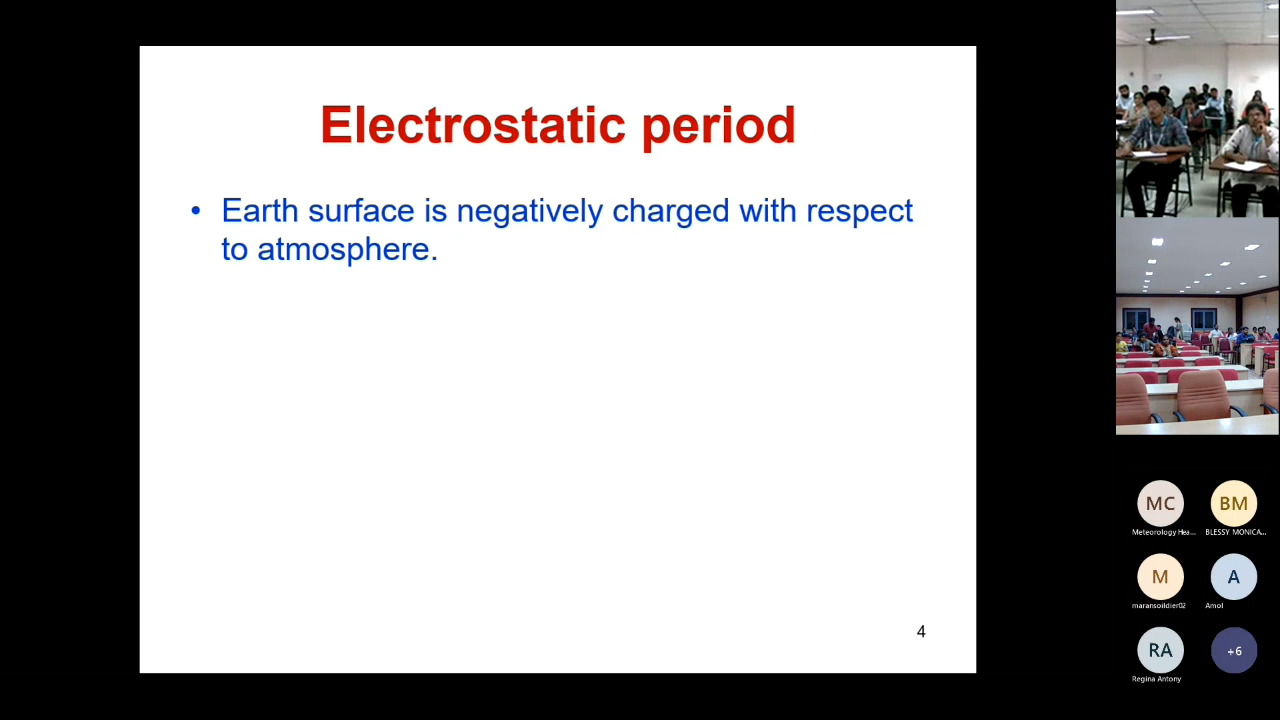 Electrostatic period
• Earth surface is negatively charged with respect
to atmosphere.
4
MC
BM
Meteorology Hea...
BLESSY MONICA...
M
A
maransoildier02
Amol
RA
+6
Regina Antony